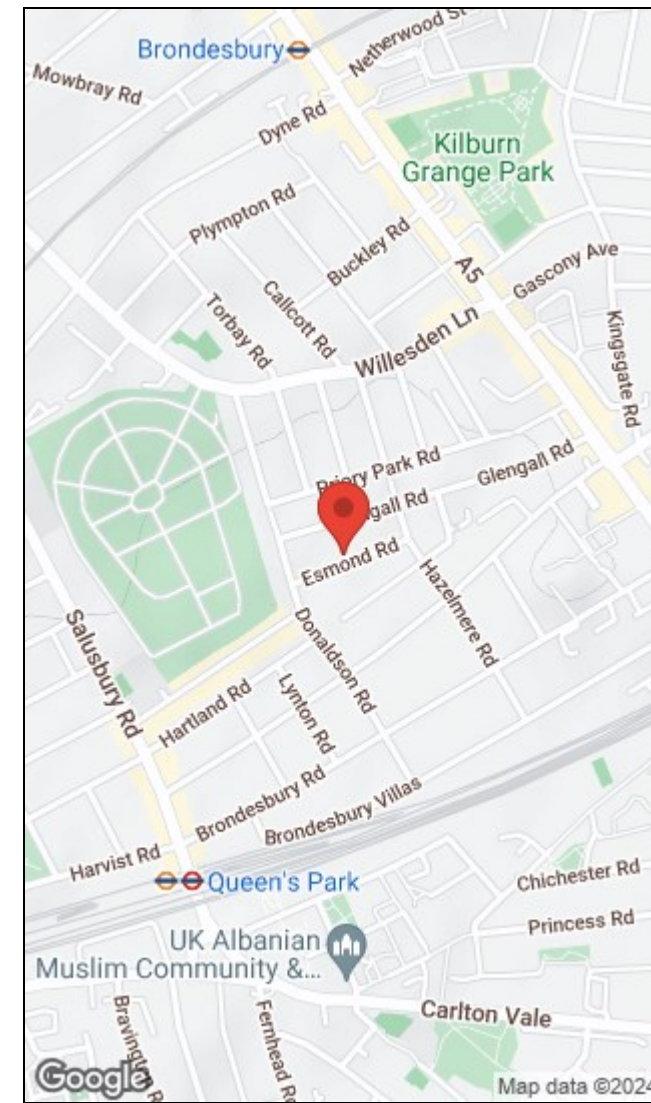 Brondesbury
Netherwood St
Mowbray Rd
Dyne Rd
Kilburn
Grange Park
Plympton Rd
Buckley Rd
A5
Gascony Ave
Callcott Rd
Torbay Rd
Willesden Ln
Kingsgate Rd
Priory Park Rd
Glengall Rd
gall Rd
Esmond Rd
Hazelmere Rd
Salusbury Rd
Donaldson Rd
Hartland Rd
Lynton Rd
Brondesbury Rd
Brondesbury Villas
Harvist Rd
Queen's Park
Chichester Rd
Princess Rd
UK Albanian
Muslim Community &...
Carlton Vale
Bravington R
Fernhead R
Google
Map data ©2024